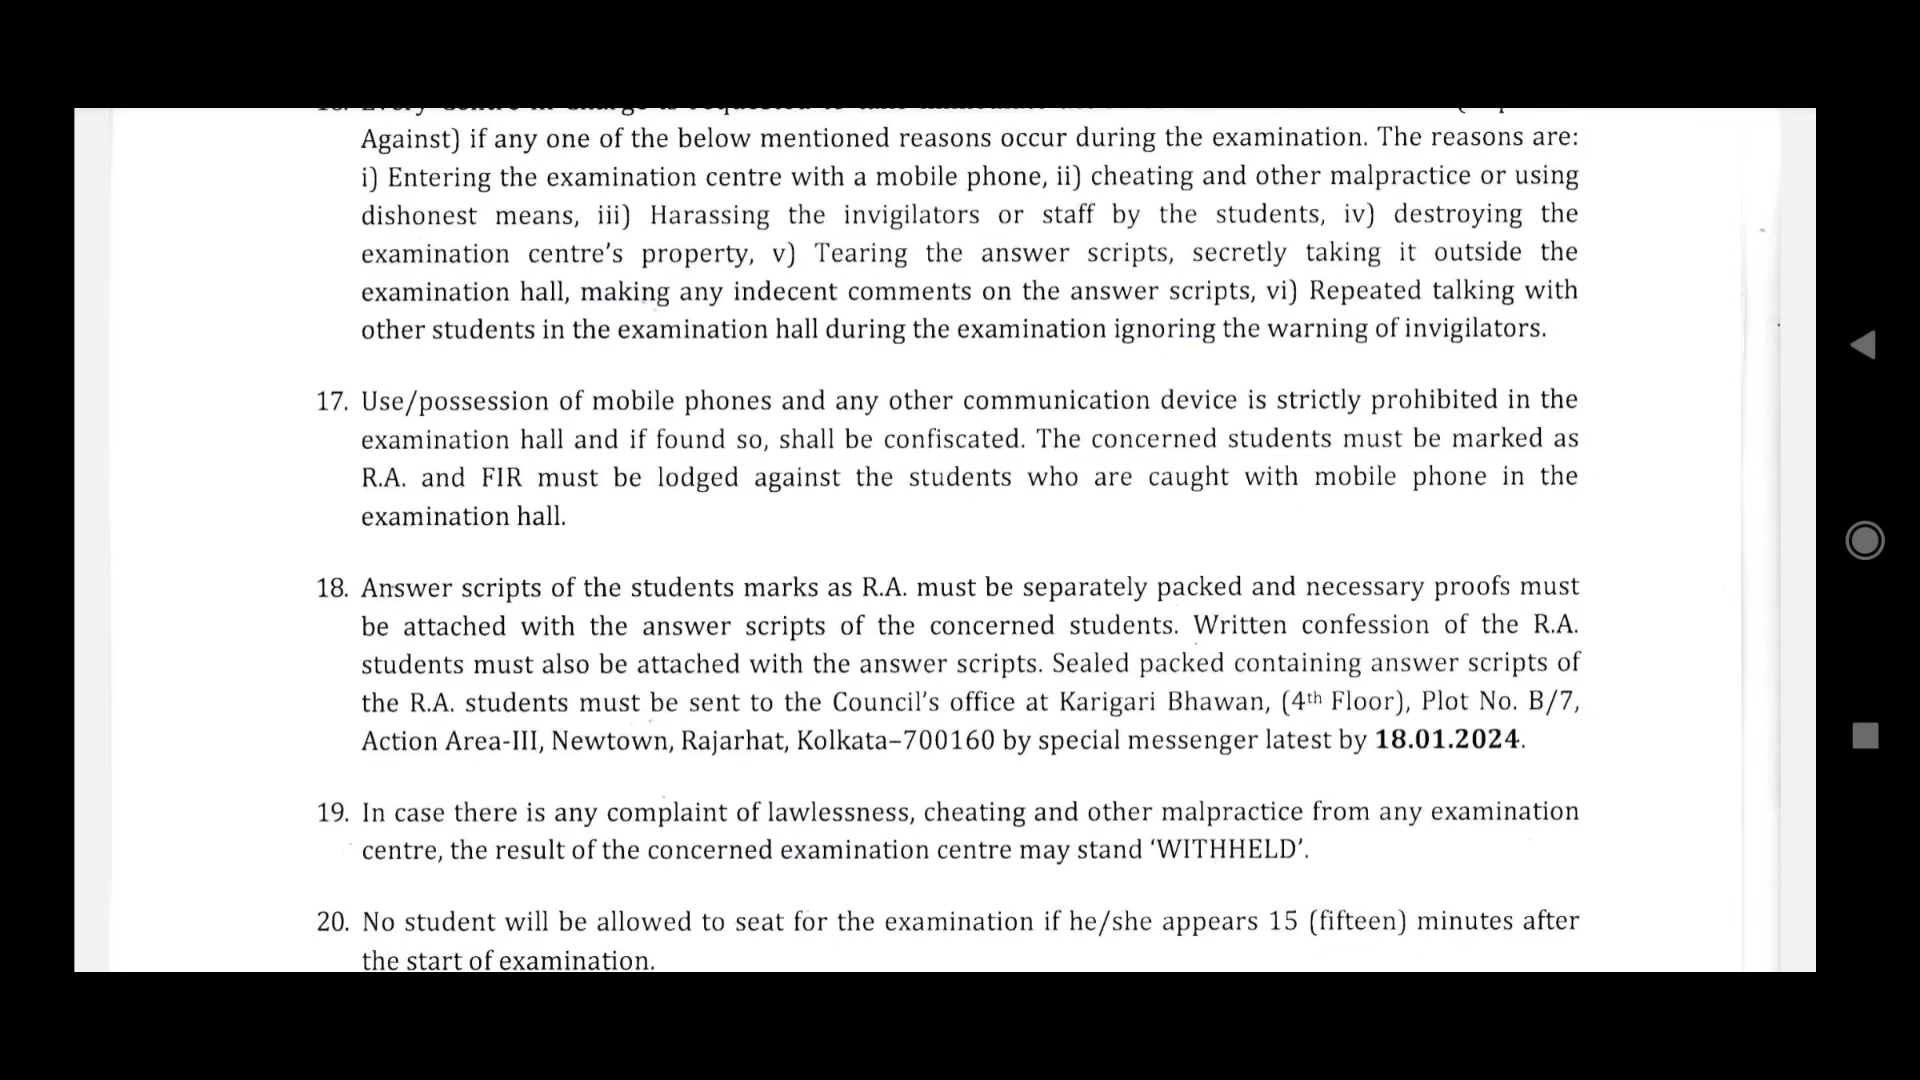 Against) if any one of the below mentioned reasons occur during the examination. The reasons are:
i) Entering the examination centre with a mobile phone, ii) cheating and other malpractice or using
dishonest means, iii) Harassing the invigilators or staff by the students, iv) destroying the
examination centre's property, v) Tearing the answer scripts, secretly taking it outside the
examination hall, making any indecent comments on the answer scripts, vi) Repeated talking with
other students in the examination hall during the examination ignoring the warning of invigilators.
17. Use/possession of mobile phones and any other communication device is strictly prohibited in the
examination hall and if found so, shall be confiscated. The concerned students must be marked as
R.A. and FIR must be lodged against the students who are caught with mobile phone in the
examination hall.
18. Answer scripts of the students marks as R.A. must be separately packed and necessary proofs must
be attached with the answer scripts of the concerned students. Written confession of the R.A.
students must also be attached with the answer scripts. Sealed packed containing answer scripts of
the R.A. students must be sent to the Council's office at Karigari Bhawan, (4th Floor), Plot No. B/7,
Action Area-III, Newtown, Rajarhat, Kolkata–700160 by special messenger latest by 18.01.2024.
19. In case there is any complaint of lawlessness, cheating and other malpractice from any examination
centre, the result of the concerned examination centre may stand ‘WITHHELD’.
20. No student will be allowed to seat for the examination if he/she appears 15 (fifteen) minutes after
the start of examination.